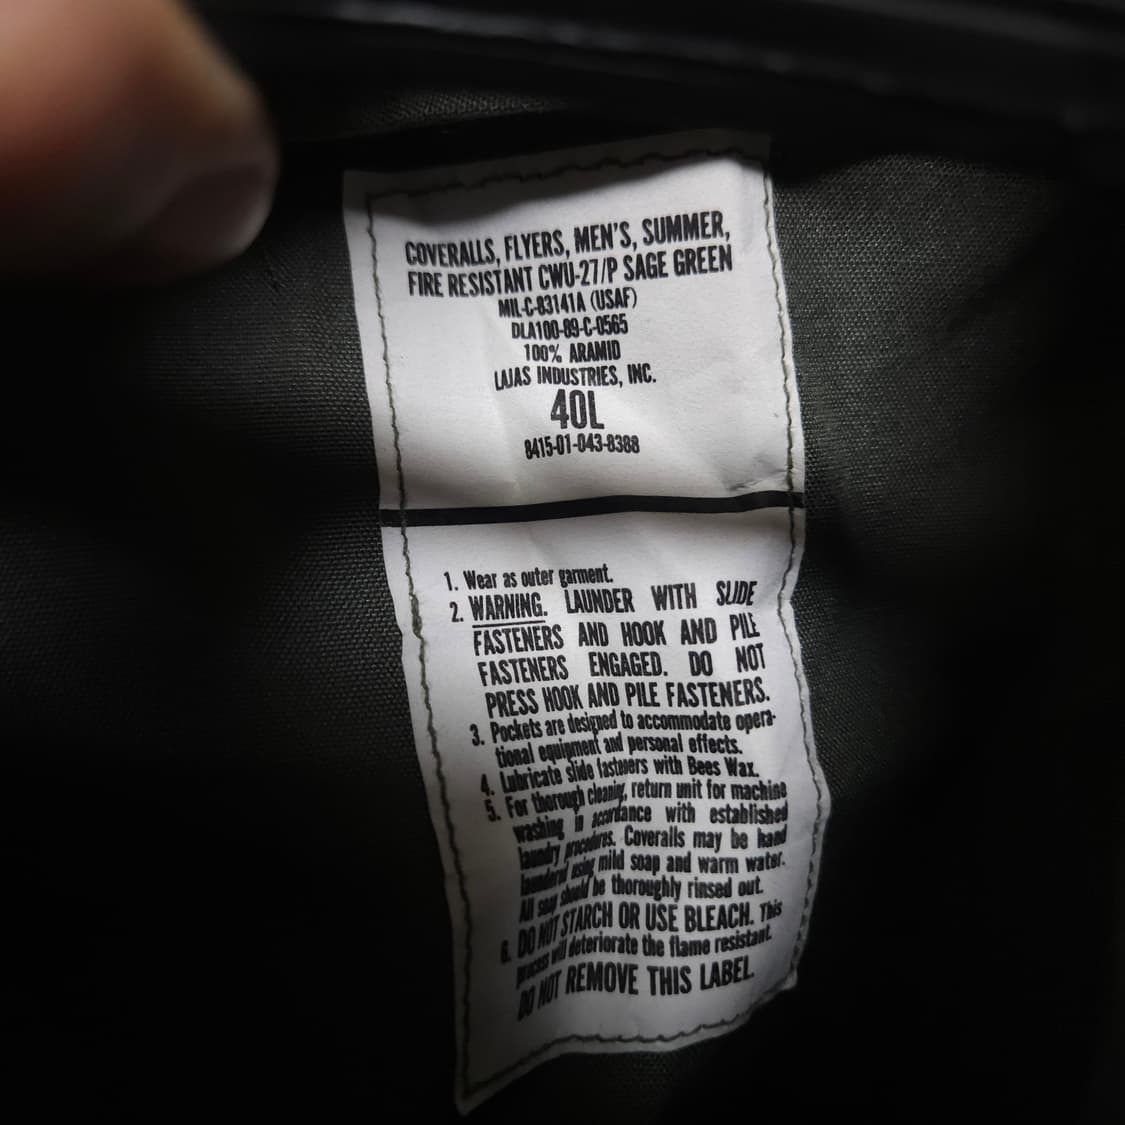 COVERALLS, FLYERS, MEN'S, SUMMER,
FIRE RESISTANT CWU-27/P SAGE GREEN
MIL-C-83141A (USAF)
DLA100-89-C-0565
100% ARAMID
LAJAS INDUSTRIES, INC.
40L
8415-01-043-8388
1. Wear as outer garment.
2. WARNING. LAUNDER WITH SLIDE
FASTENERS AND HOOK AND PILE
FASTENERS ENGAGED. DO NOT
PRESS HOOK AND PILE FASTENERS.
3. Pockets are designed to accommodate opera-
tional equipment and personal effects.
4. Lubricate slide fasteners with Bees Wax.
5. For thorough cleanig, return unit for machine
washing in accordance with established
laundry procedures. Coveralls may be hand
laundered using mild soap and warm water.
All soap should be thoroughly rinsed out.
6. DO NOT STARCH OR USE BLEACH. This
process will deteriorate the flame resistant.
DO NOT REMOVE THIS LABEL.